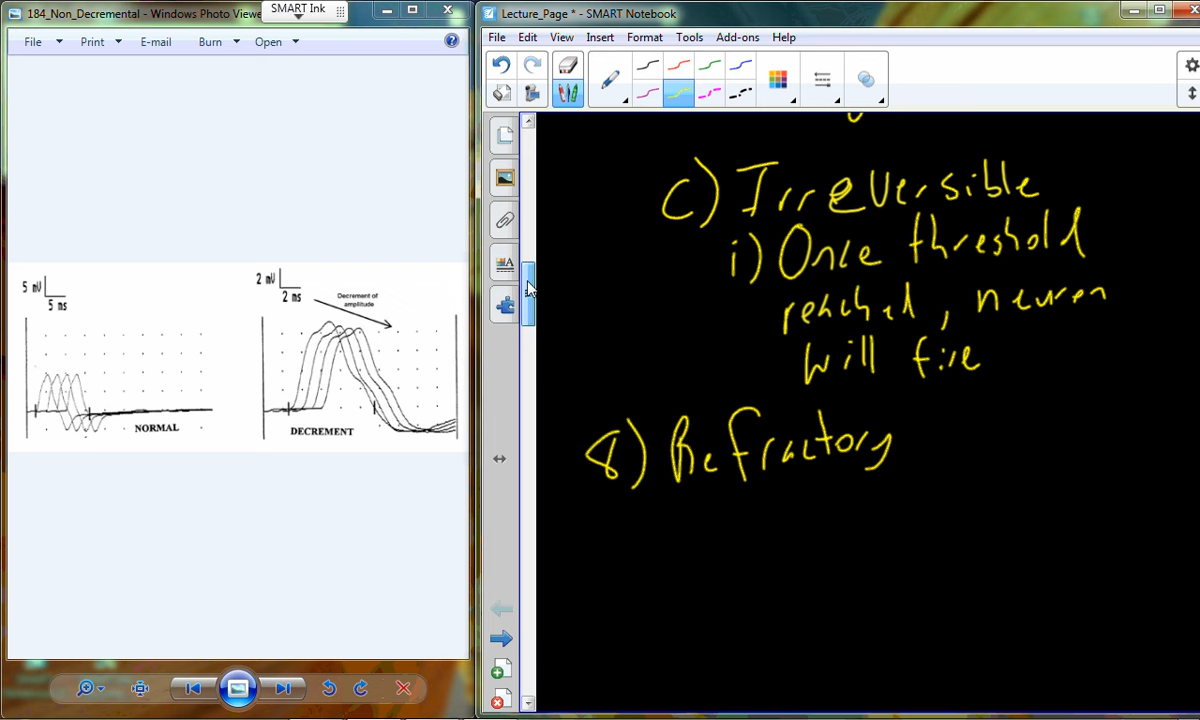 184_Non_Decremental - Windows Photo Viewe
SMART Ink
File Print E-mail Burn Open
5 mV
5 ms
NORMAL
2 mV
2 ms
Decrement of
amplitude
DECREMENT
Lecture_Page * - SMART Notebook
File Edit View Insert Format Tools Add-ons Help
c) Irreversible
i) Once threshold
reached, neuron
will fire
8) Refractory